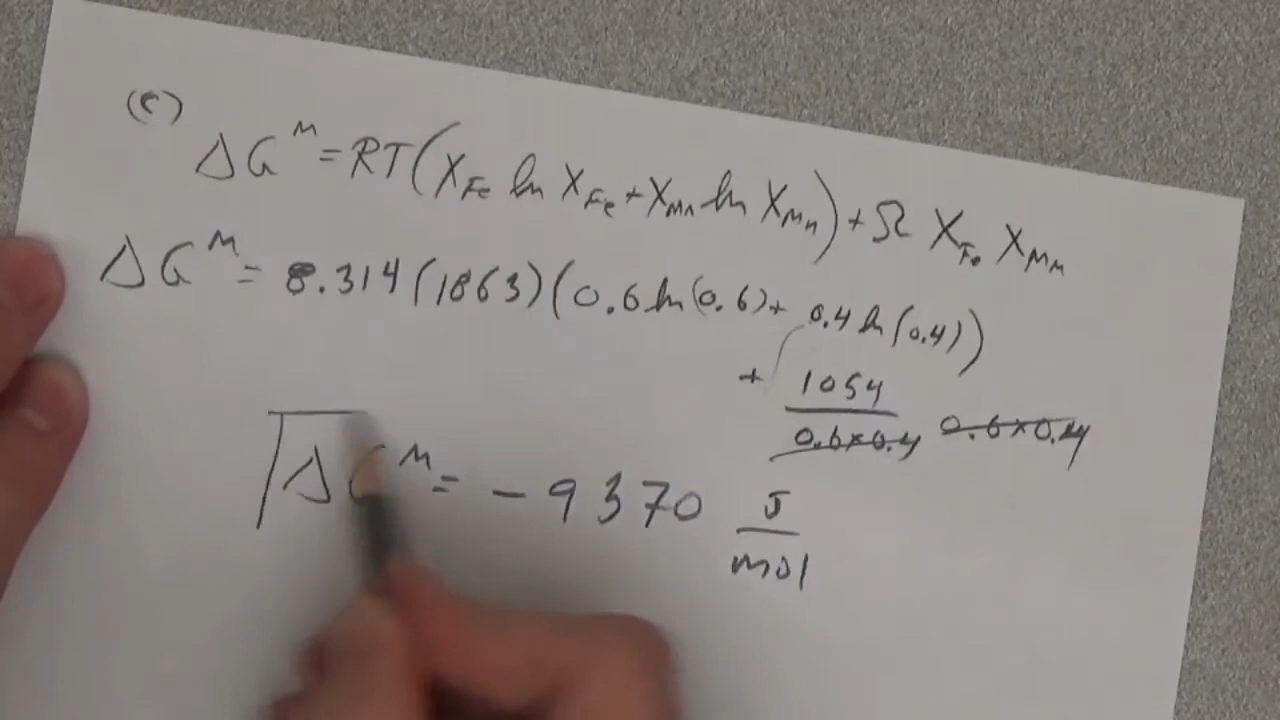 (c)
ΔG^M = RT(X_Fe ln X_Fe + X_Mn ln X_Mn) + Ω X_Fe X_Mn
ΔG^M = 8.314 (1863) (0.6 ln(0.6) + 0.4 ln(0.4))
+ 1054 / 0.6×0.4 0.6×0.4
ΔG^M = -9370 J/mol